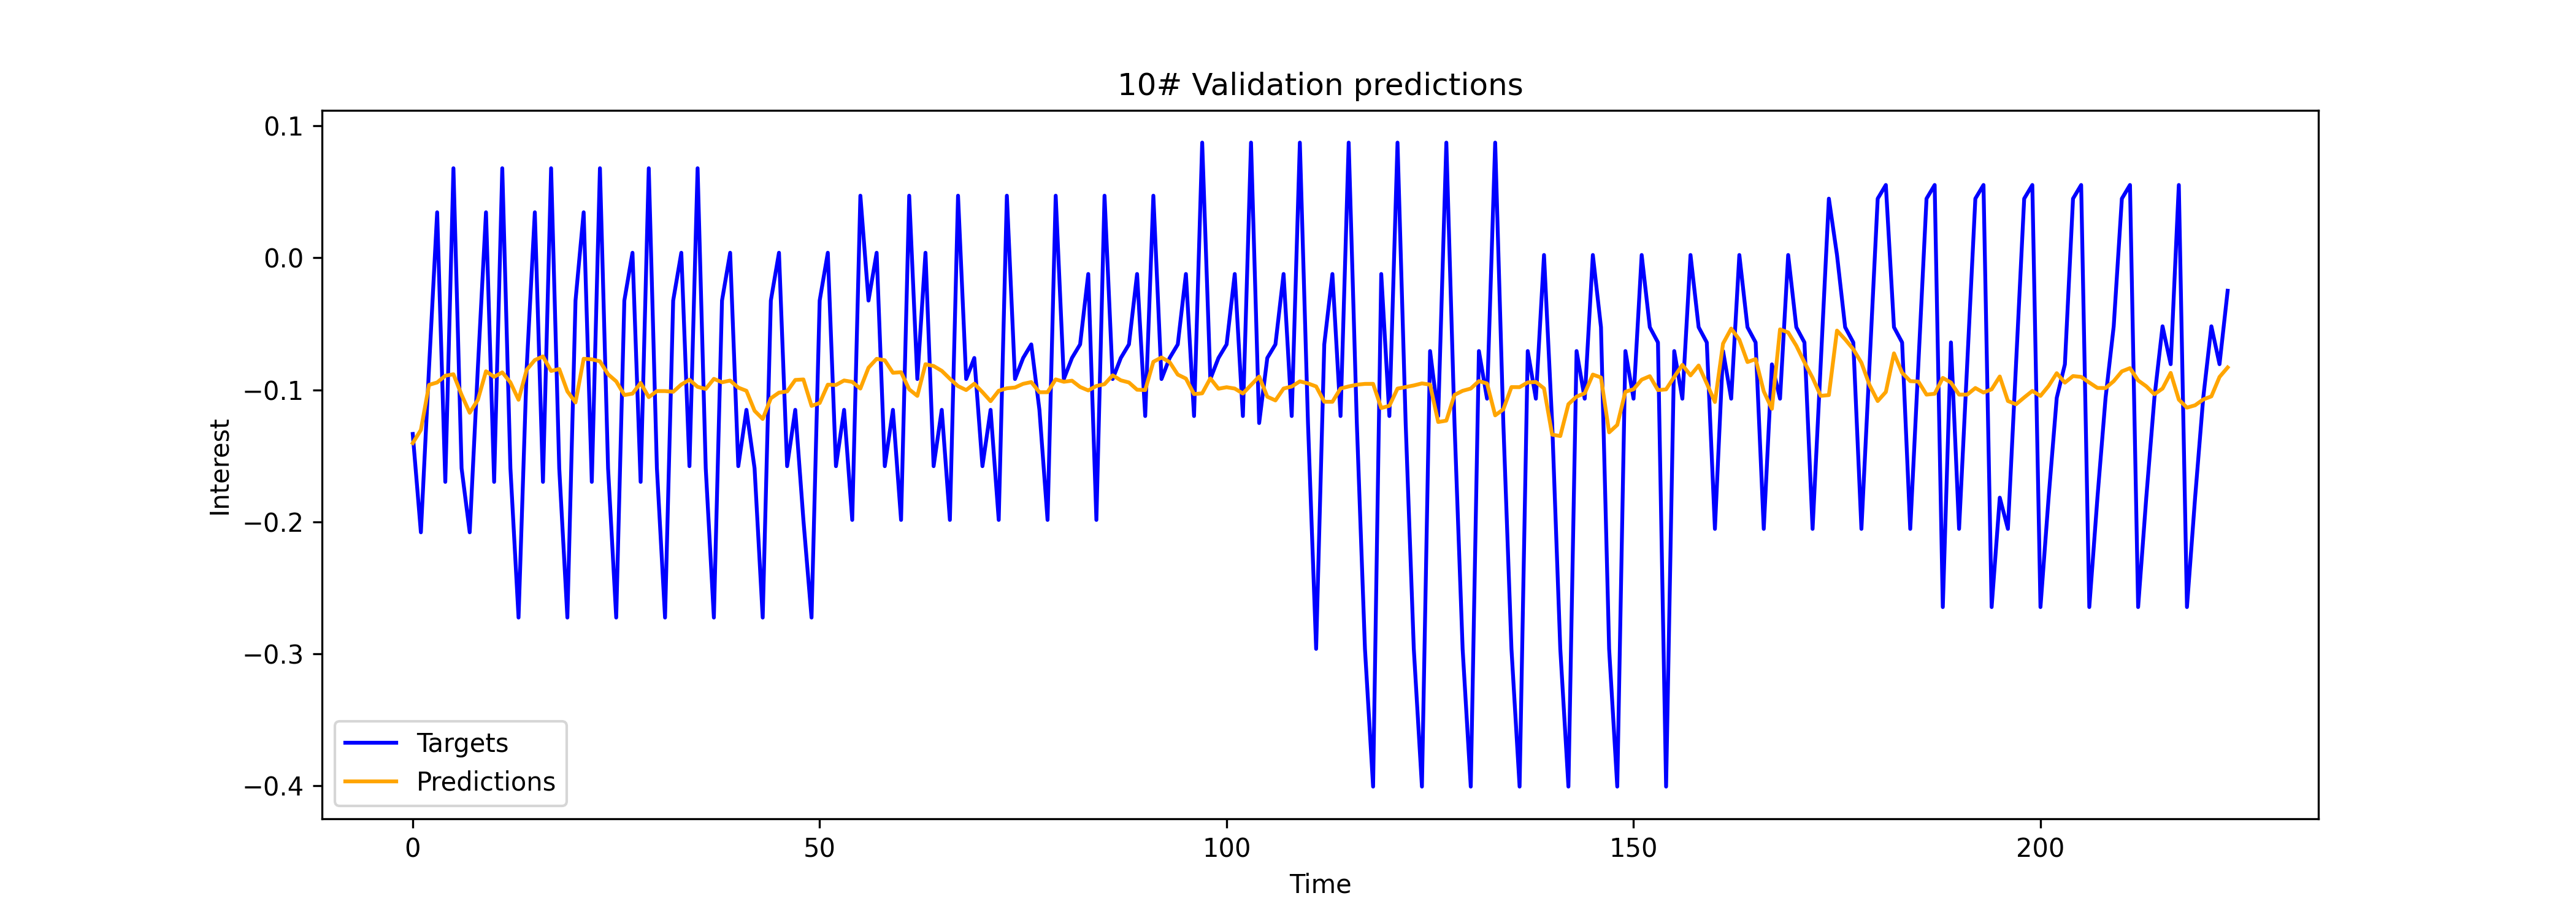 10# Validation predictions
0.1
0.0
−0.1
−0.2
−0.3
−0.4
Interest
Targets
Predictions
0 50 100 150 200
Time